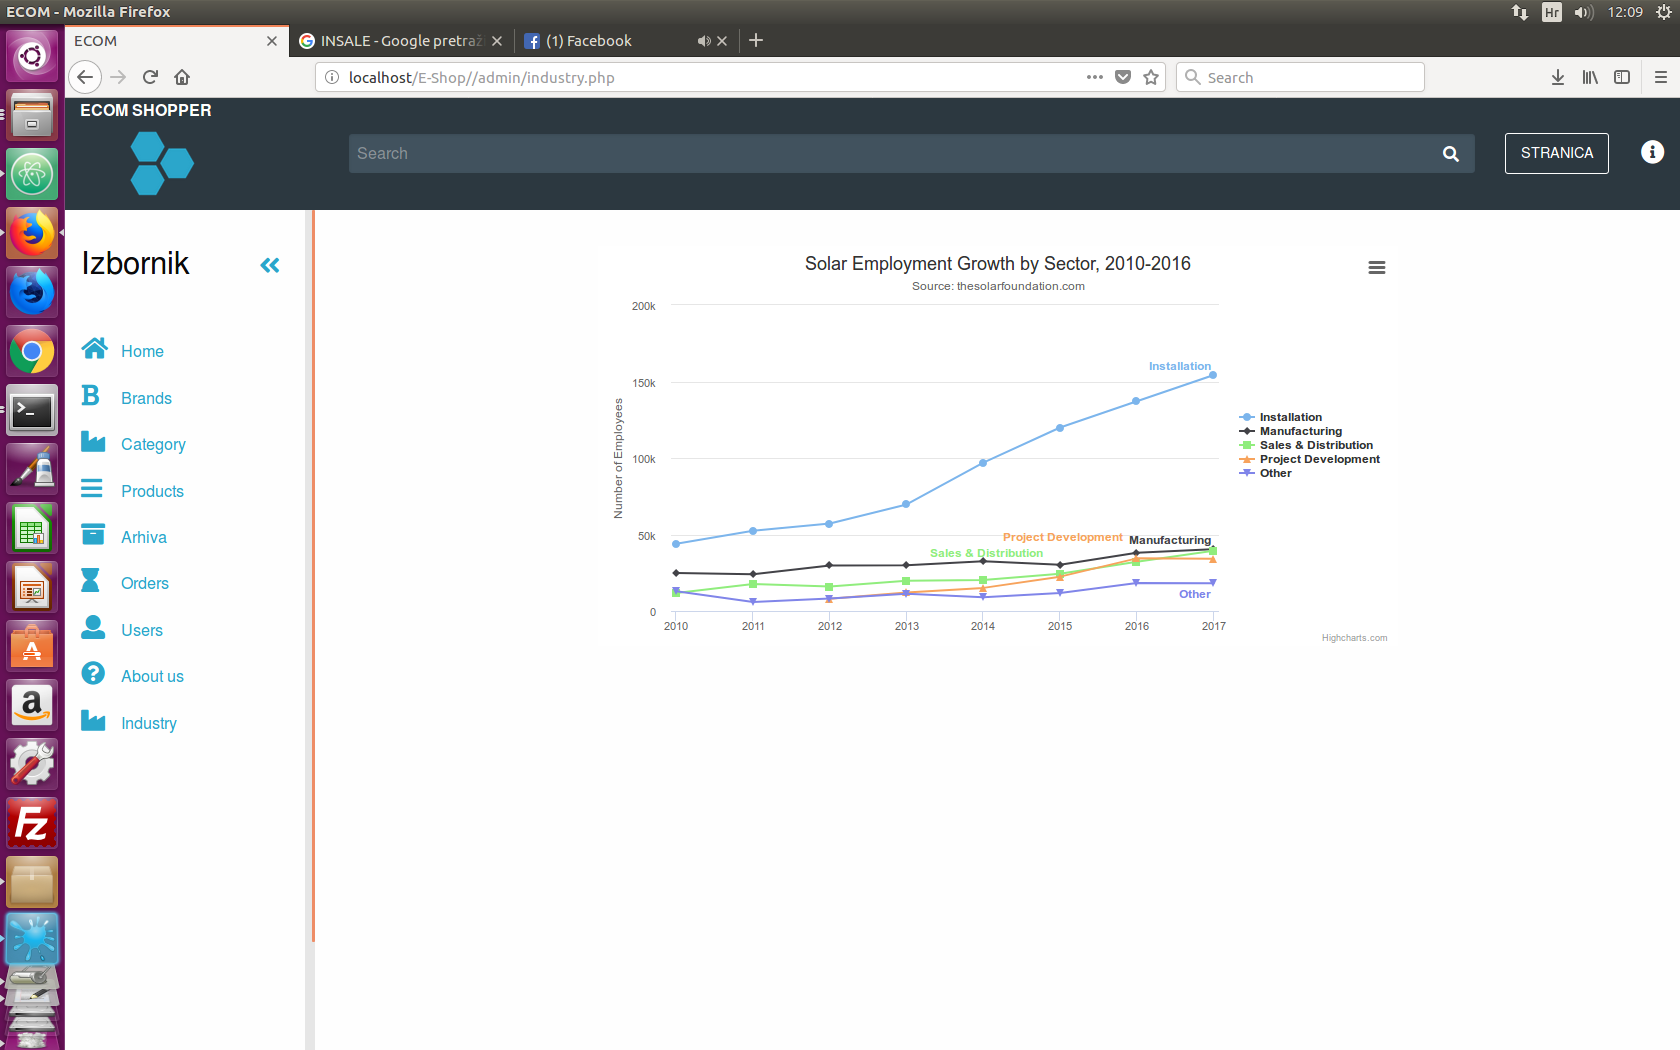 ECOM - Mozilla Firefox
Hr
12:09
ECOM
INSALE - Google pretraž
(1) Facebook
localhost/E-Shop//admin/industry.php
Search
ECOM SHOPPER
Search
STRANICA
Izbornik
Home
Brands
Category
Products
Arhiva
Orders
Users
About us
Industry
Solar Employment Growth by Sector, 2010-2016
Source: thesolarfoundation.com
Number of Employees
200k
150k
100k
50k
0
Installation
Project Development
Manufacturing
Sales & Distribution
Other
2010
2011
2012
2013
2014
2015
2016
2017
Installation
Manufacturing
Sales & Distribution
Project Development
Other
Highcharts.com